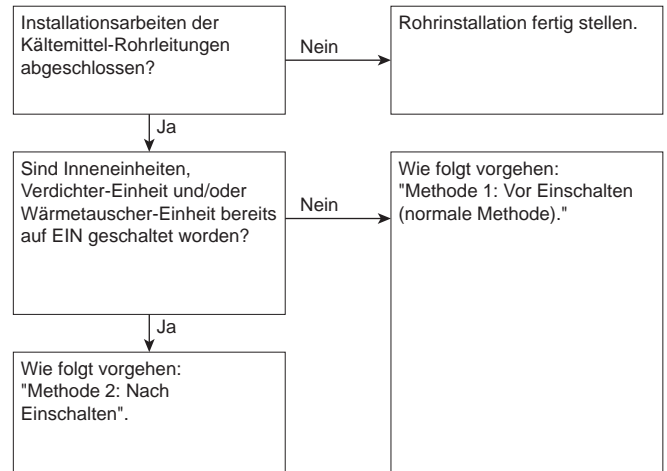 Installationsarbeiten der
Kältemittel-Rohrleitungen
abgeschlossen?
Nein
Rohrinstallation fertig stellen.
Ja
Sind Inneneinheiten,
Verdichter-Einheit und/oder
Wärmetauscher-Einheit bereits
auf EIN geschaltet worden?
Nein
Wie folgt vorgehen:
"Methode 1: Vor Einschalten
(normale Methode)."
Ja
Wie folgt vorgehen:
"Methode 2: Nach
Einschalten".